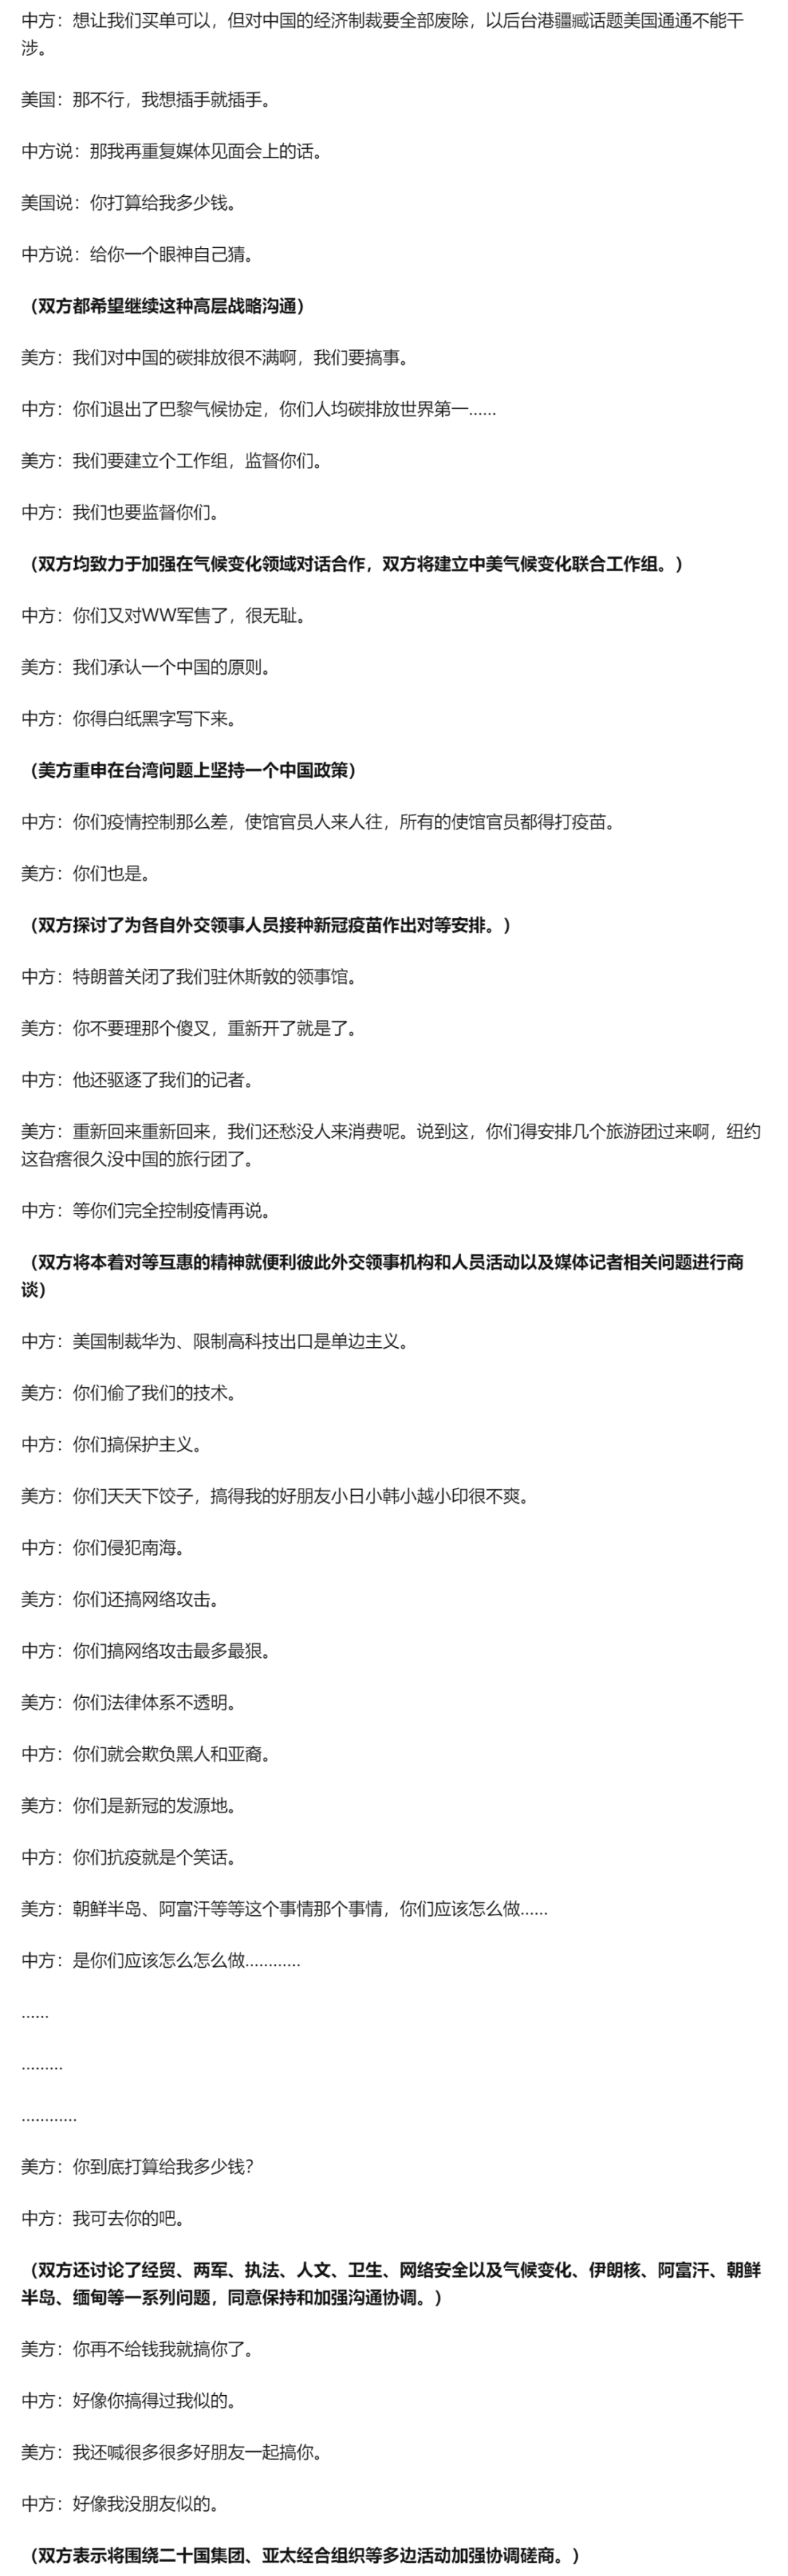 中方：想让我们买单可以，但对中国的经济制裁要全部废除，以后台港疆臧话题美国通通不能干
涉。
美国：那不行，我想插手就插手。
中方说：那我再重复媒体见面会上的话。
美国说：你打算给我多少钱。
中方说：给你一个眼神自己猜。
（双方都希望继续这种高层战略沟通）
美方：我们对中国的碳排放很不满啊，我们要搞事。
中方：你们退出了巴黎气候协定，你们人均碳排放世界第一……
美方：我们要建立个工作组，监督你们。
中方：我们也要监督你们。
（双方均致力于加强在气候变化领域对话合作，双方将建立中美气候变化联合工作组。）
中方：你们又对WW军售了，很无耻。
美方：我们承认一个中国的原则。
中方：你得白纸黑字写下来。
（美方重申在台湾问题上坚持一个中国政策）
中方：你们疫情控制那么差，使馆官员人来人往，所有的使馆官员都得打疫苗。
美方：你们也是。
（双方探讨了为各自外交领事人员接种新冠疫苗作出对等安排。）
中方：特朗普关闭了我们驻休斯敦的领事馆。
美方：你不要理那个傻叉，重新开了就是了。
中方：他还驱逐了我们的记者。
美方：重新回来重新回来，我们还愁没人来消费呢。说到这，你们得安排几个旅游团过来啊，纽约
这旮瘩很久没中国的旅行团了。
中方：等你们完全控制疫情再说。
（双方将本着对等互惠的精神就便利彼此外交领事机构和人员活动以及媒体记者相关问题进行商
谈）
中方：美国制裁华为、限制高科技出口是单边主义。
美方：你们偷了我们的技术。
中方：你们搞保护主义。
美方：你们天天下饺子，搞得我的好朋友小日小韩小越小印很不爽。
中方：你们侵犯南海。
美方：你们还搞网络攻击。
中方：你们搞网络攻击最多最狠。
美方：你们法律体系不透明。
中方：你们就会欺负黑人和亚裔。
美方：你们是新冠的发源地。
中方：你们抗疫就是个笑话。
美方：朝鲜半岛、阿富汗等等这个事情那个事情，你们应该怎么做……
中方：是你们应该怎么怎么做…………
……
………
…………
美方：你到底打算给我多少钱？
中方：我可去你的吧。
（双方还讨论了经贸、两军、执法、人文、卫生、网络安全以及气候变化、伊朗核、阿富汗、朝鲜
半岛、缅甸等一系列问题，同意保持和加强沟通协调。）
美方：你再不给钱我就搞你了。
中方：好像你搞得过我似的。
美方：我还喊很多很多好朋友一起搞你。
中方：好像我没朋友似的。
（双方表示将围绕二十国集团、亚太经合组织等多边活动加强协调磋商。）